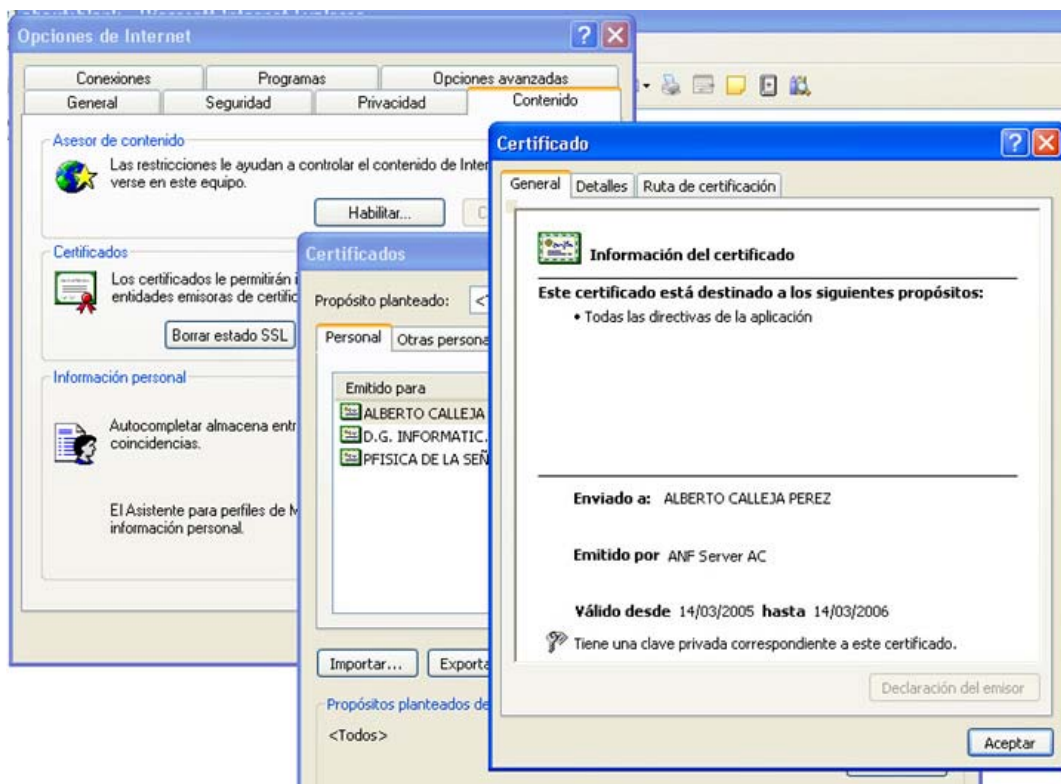 Opciones de Internet
Conexiones Programas Opciones avanzadas
General Seguridad Privacidad Contenido
Asesor de contenido
Las restricciones le ayudan a controlar el contenido de
verse en este equipo.
Habilitar...
Certificados
Los certificados le permitirán
entidades emisoras de
Borrar estado SSL
Información personal
Autocompletar almacena
coincidencias.
El Asistente para perfiles de
información personal.
Certificados
Propósito planteado:
Personal Otras
Emitido para
ALBERTO CALLEJA
D.G. INFORMATIC.
PFISICA DE LA SEÑ
Importar...
Propósitos planteados
<Todos>
Certificado
General Detalles Ruta de certificación
Información del certificado
Este certificado está destinado a los siguientes propósitos:
• Todas las directivas de la aplicación
Enviado a: ALBERTO CALLEJA PEREZ
Emitido por ANF Server AC
Válido desde 14/03/2005 hasta 14/03/2006
Tiene una clave privada correspondiente a este certificado.
Declaración del emisor
Aceptar